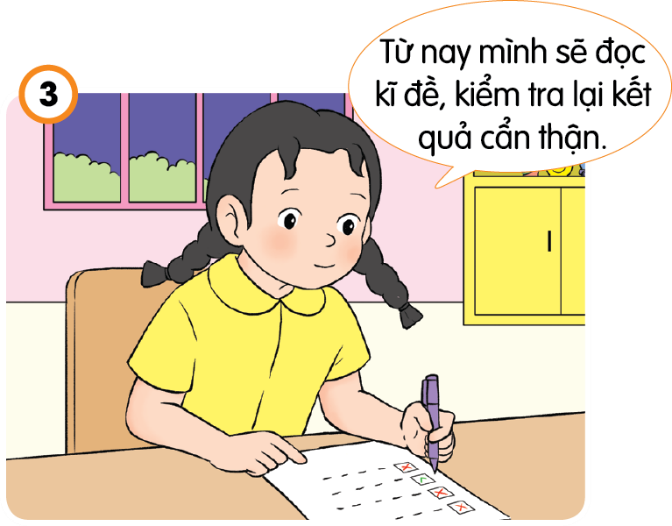 3
Từ nay mình sẽ đọc
kĩ đề, kiểm tra lại kết
quả cẩn thận.